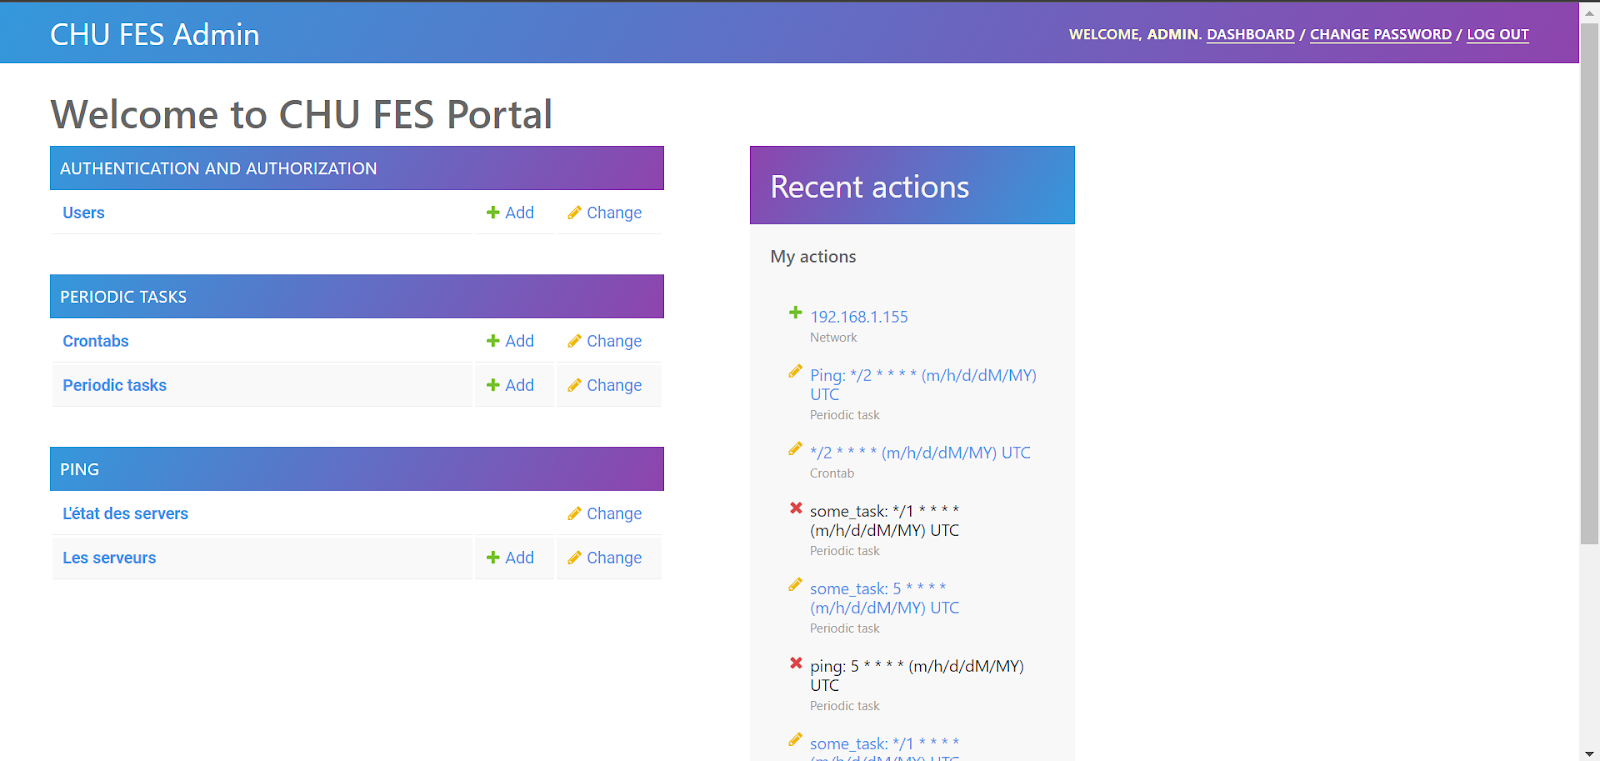 CHU FES Admin
WELCOME, ADMIN. DASHBOARD / CHANGE PASSWORD / LOG OUT
Welcome to CHU FES Portal
AUTHENTICATION AND AUTHORIZATION
Users Add Change
PERIODIC TASKS
Crontabs Add Change
Periodic tasks Add Change
PING
L'état des servers Change
Les serveurs Add Change
Recent actions
My actions
192.168.1.155
Network
Ping: */2 * * * * (m/h/d/dM/MY)
UTC
Periodic task
*/2 * * * * (m/h/d/dM/MY) UTC
Crontab
some_task: */1 * * * *
(m/h/d/dM/MY) UTC
Periodic task
some_task: 5 * * * *
(m/h/d/dM/MY) UTC
Periodic task
ping: 5 * * * * (m/h/d/dM/MY)
UTC
Periodic task
some_task: */1 * * * *
(m/h/d/dM/MY) UTC